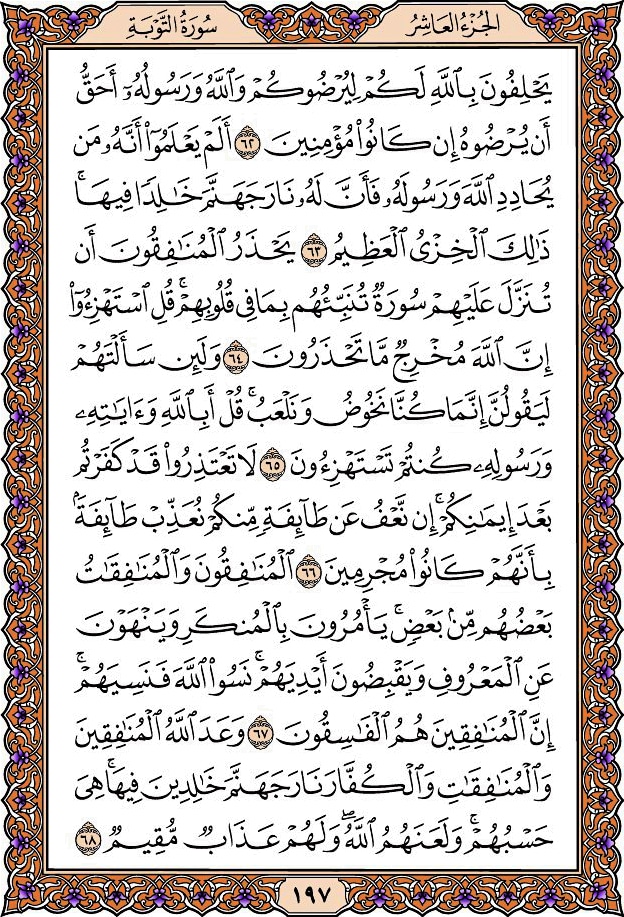 الجُزْءُ العَاشِرُ
سُورَةُ التَّوْبَةِ
يَحْلِفُونَ بِٱللَّهِ لَكُمْ لِيُرْضُوكُمْ وَٱللَّهُ وَرَسُولُهُۥٓ أَحَقُّ
أَن يُرْضُوهُ إِن كَانُوا۟ مُؤْمِنِينَ ٦٢ أَلَمْ يَعْلَمُوٓا۟ أَنَّهُۥ مَن
يُحَادِدِ ٱللَّهَ وَرَسُولَهُۥ فَأَنَّ لَهُۥ نَارَ جَهَنَّمَ خَـٰلِدًا فِيهَا ۚ
ذَٰلِكَ ٱلْخِزْىُ ٱلْعَظِيمُ ٦٣ يَحْذَرُ ٱلْمُنَـٰفِقُونَ أَن
تُنَزَّلَ عَلَيْهِمْ سُورَةٌ تُنَبِّئُهُم بِمَا فِى قُلُوبِهِمْ ۚ قُلِ ٱسْتَهْزِءُوٓا۟
إِنَّ ٱللَّهَ مُخْرِجٌ مَّا تَحْذَرُونَ ٦٤ وَلَئِن سَأَلْتَهُمْ
لَيَقُولُنَّ إِنَّمَا كُنَّا نَخُوضُ وَنَلْعَبُ ۚ قُلْ أَبِٱللَّهِ وَءَايَـٰتِهِۦ
وَرَسُولِهِۦ كُنتُمْ تَسْتَهْزِءُونَ ٦٥ لَا تَعْتَذِرُوا۟ قَدْ كَفَرْتُم
بَعْدَ إِيمَـٰنِكُمْ ۚ إِن نَّعْفُ عَن طَآئِفَةٍ مِّنكُمْ نُعَذِّبْ طَآئِفَةًۢ
بِأَنَّهُمْ كَانُوا۟ مُجْرِمِينَ ٦٦ ٱلْمُنَـٰفِقُونَ وَٱلْمُنَـٰفِقَـٰتُ
بَعْضُهُم مِّنۢ بَعْضٍ ۚ يَأْمُرُونَ بِٱلْمُنكَرِ وَيَنْهَوْنَ
عَنِ ٱلْمَعْرُوفِ وَيَقْبِضُونَ أَيْدِيَهُمْ ۚ نَسُوا۟ ٱللَّهَ فَنَسِيَهُمْ ۗ
إِنَّ ٱلْمُنَـٰفِقِينَ هُمُ ٱلْفَـٰسِقُونَ ٦٧ وَعَدَ ٱللَّهُ ٱلْمُنَـٰفِقِينَ
وَٱلْمُنَـٰفِقَـٰتِ وَٱلْكُفَّارَ نَارَ جَهَنَّمَ خَـٰلِدِينَ فِيهَا ۚ هِىَ
حَسْبُهُمْ ۚ وَلَعَنَهُمُ ٱللَّهُ ۖ وَلَهُمْ عَذَابٌ مُّقِيمٌ ٦٨
١٩٧